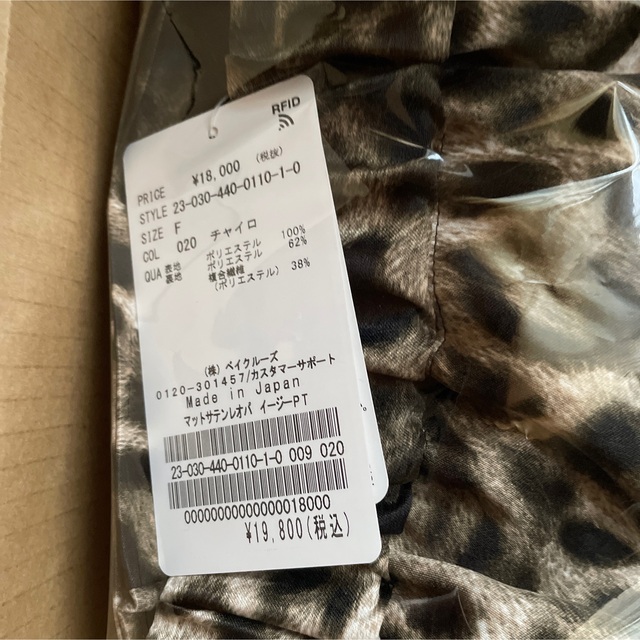 RFID
PRICE ¥18,000 (税抜)
STYLE 23-030-440-0110-1-0
SIZE F
COL 020 チャイロ
QUA 表地 ポリエステル 100%
裏地 ポリエステル 62%
複合繊維 38%
(ポリエステル)
(株) ベイクルーズ
0120-301457/カスタマーサポート
Made in Japan
マットサテンレオパ イージーPT
23-030-440-0110-1-0 009 020
00000000000000018000
¥19,800(税込)